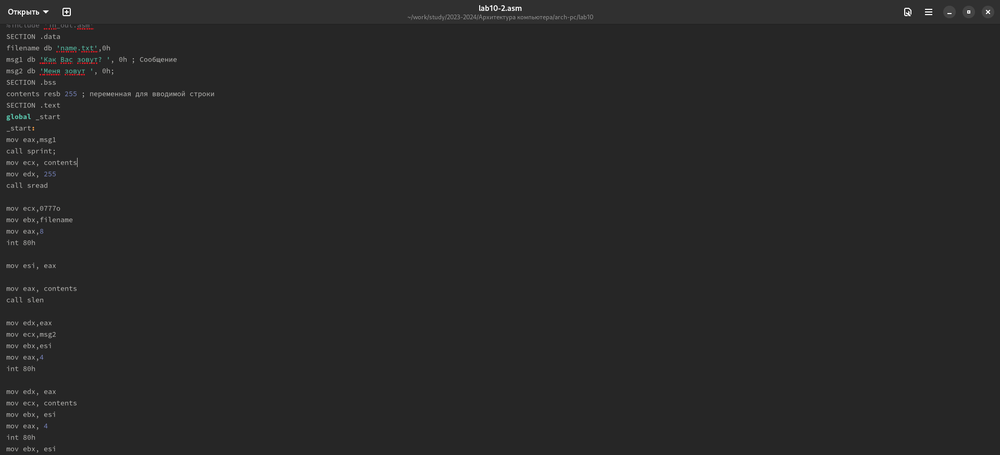 Открыть
lab10-2.asm
~/work/study/2023-2024/Архитектура компьютера/arch-pc/lab10
%include 'in_out.asm'
SECTION .data
filename db 'name.txt',0h
msg1 db 'Как Вас зовут? ', 0h ; Сообщение
msg2 db 'Меня зовут ', 0h;
SECTION .bss
contents resb 255 ; переменная для вводимой строки
SECTION .text
global _start
_start:
mov eax,msg1
call sprint;
mov ecx, contents
mov edx, 255
call sread
mov ecx,0777o
mov ebx,filename
mov eax,8
int 80h
mov esi, eax
mov eax, contents
call slen
mov edx,eax
mov ecx,msg2
mov ebx,esi
mov eax,4
int 80h
mov edx, eax
mov ecx, contents
mov ebx, esi
mov eax, 4
int 80h
mov ebx, esi